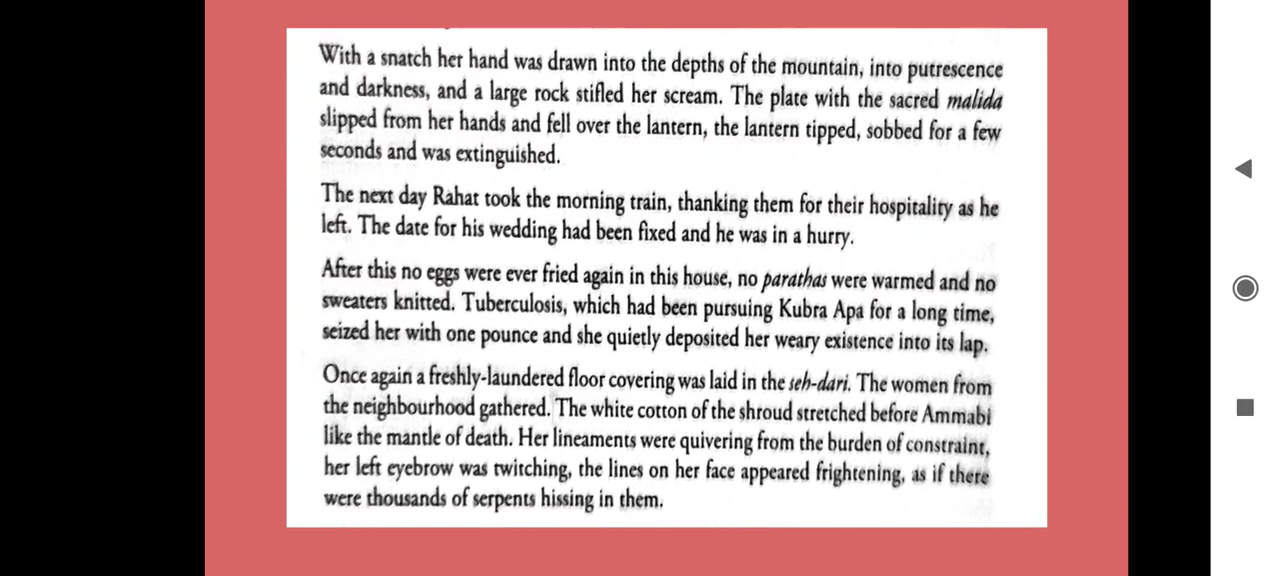 With a snatch her hand was drawn into the depths of the mountain, into putrescence
and darkness, and a large rock stifled her scream. The plate with the sacred malida
slipped from her hands and fell over the lantern, the lantern tipped, sobbed for a few
seconds and was extinguished.
The next day Rahat took the morning train, thanking them for their hospitality as he
left. The date for his wedding had been fixed and he was in a hurry.
After this no eggs were ever fried again in this house, no parathas were warmed and no
sweaters knitted. Tuberculosis, which had been pursuing Kubra Apa for a long time,
seized her with one pounce and she quietly deposited her weary existence into its lap.
Once again a freshly-laundered floor covering was laid in the seh-dari. The women from
the neighbourhood gathered. The white cotton of the shroud stretched before Ammabi
like the mantle of death. Her lineaments were quivering from the burden of constraint,
her left eyebrow was twitching, the lines on her face appeared frightening, as if there
were thousands of serpents hissing in them.